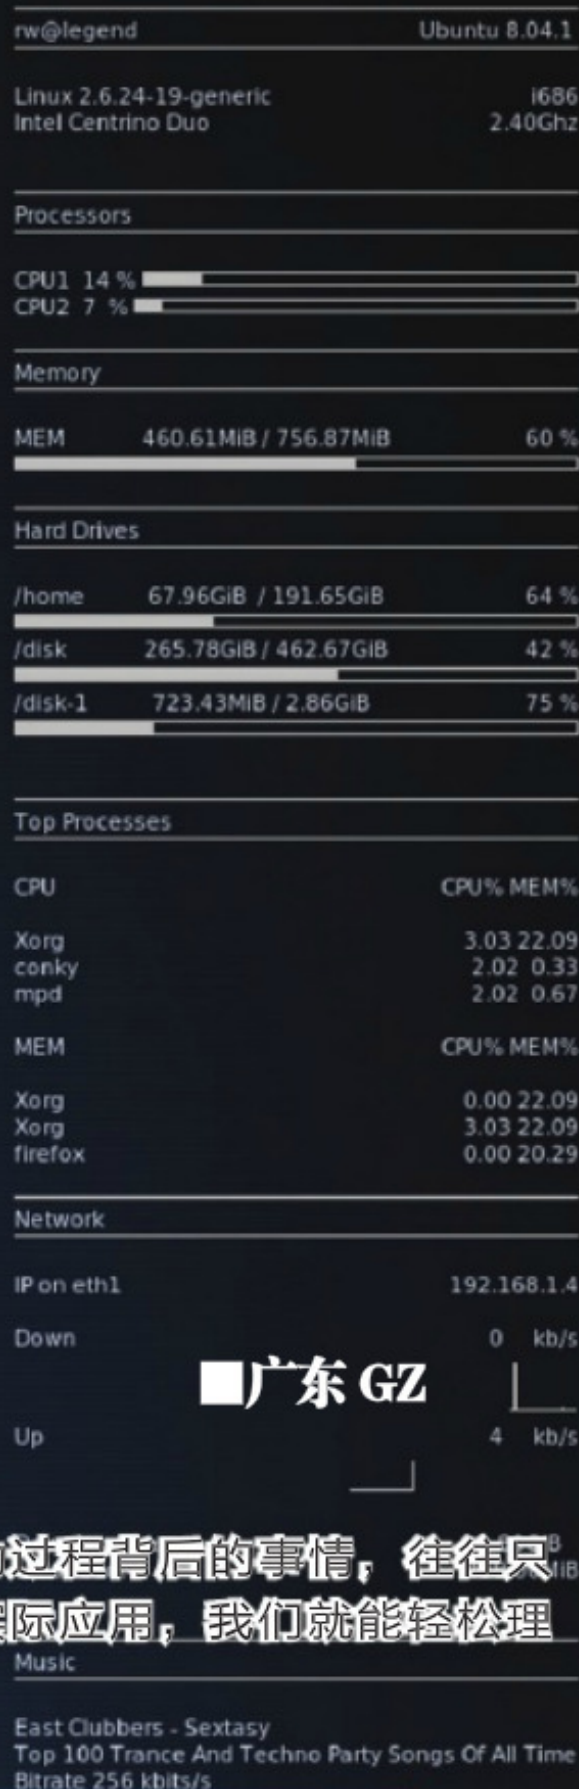 rw@legend Ubuntu 8.04.1
Linux 2.6.24-19-generic i686
Intel Centrino Duo 2.40Ghz
Processors
CPU1 14 %
CPU2 7 %
Memory
MEM 460.61MiB / 756.87MiB 60 %
Hard Drives
/home 67.96GiB / 191.65GiB 64 %
/disk 265.78GiB / 462.67GiB 42 %
/disk-1 723.43MiB / 2.86GiB 75 %
Top Processes
CPU CPU% MEM%
Xorg 3.03 22.09
conky 2.02 0.33
mpd 2.02 0.67
MEM CPU% MEM%
Xorg 0.00 22.09
Xorg 3.03 22.09
firefox 0.00 20.29
Network
IP on eth1 192.168.1.4
Down 0 kb/s
■广东 GZ
Up 4 kb/s
过程背后的事情，往往只
际应用，我们就能轻松理
Music
East Clubbers - Sextasy
Top 100 Trance And Techno Party Songs Of All Time
Bitrate 256 kbits/s